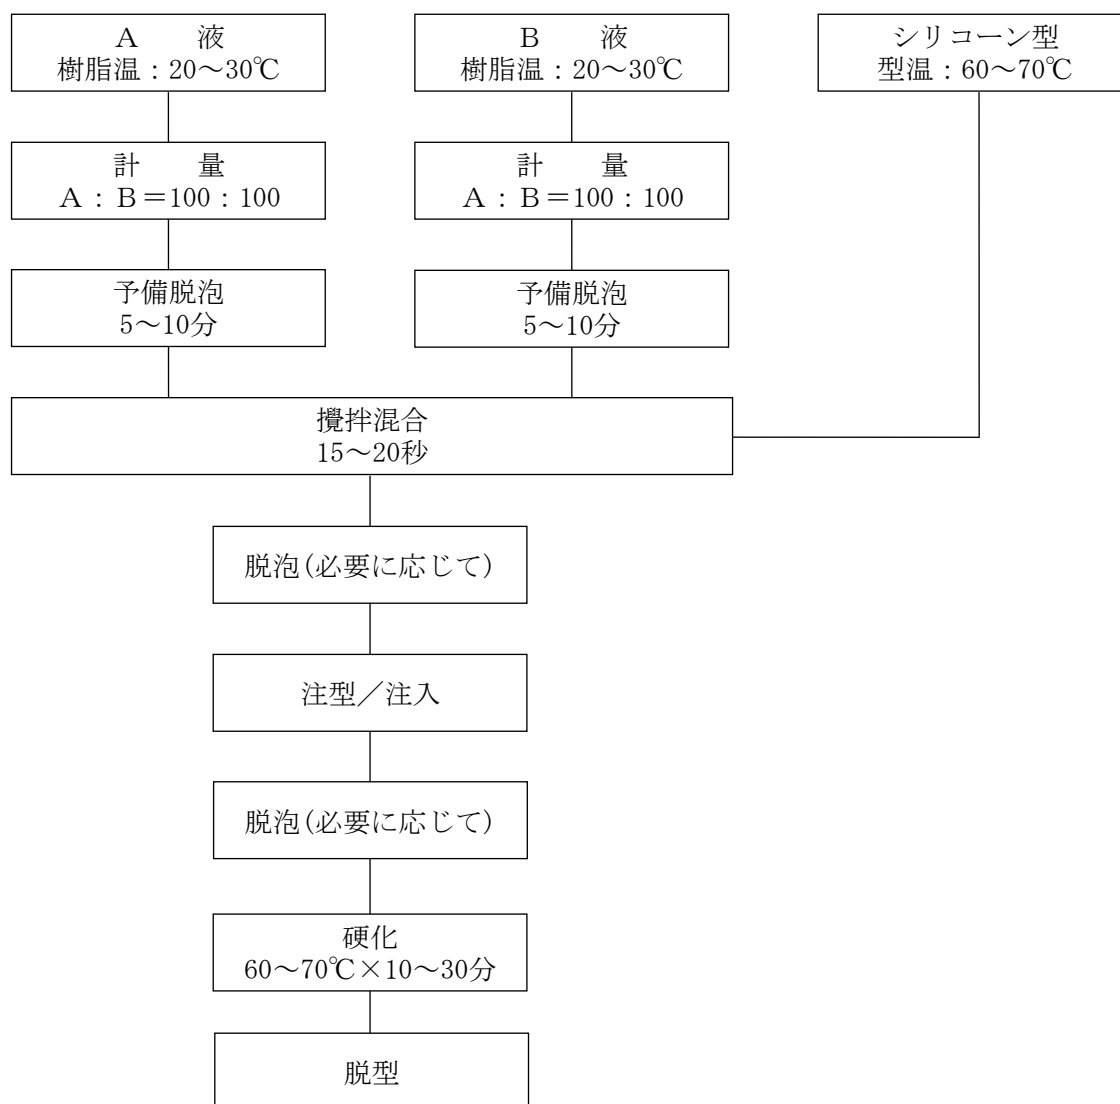 A　　液
樹脂温：20～30℃
B　　液
樹脂温：20～30℃
シリコーン型
型温：60～70℃
計　　量
A：B＝100：100
計　　量
A：B＝100：100
予備脱泡
5～10分
予備脱泡
5～10分
攪拌混合
15～20秒
脱泡(必要に応じて)
注型／注入
脱泡(必要に応じて)
硬化
60～70℃×10～30分
脱型